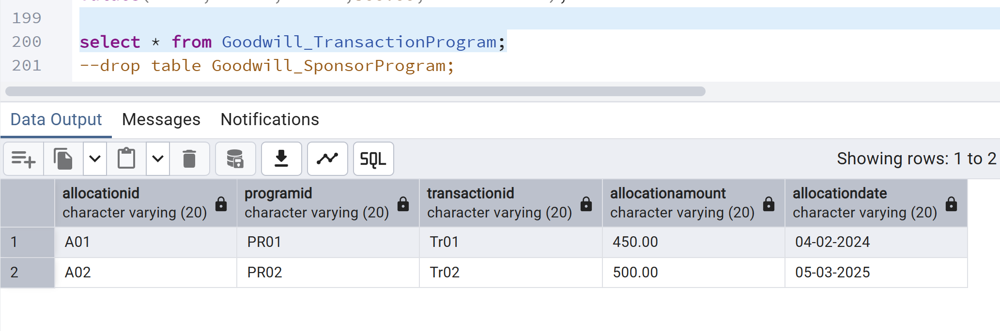 199
200 select * from Goodwill_TransactionProgram;
201 --drop table Goodwill_SponsorProgram;
Data Output Messages Notifications
SQL Showing rows: 1 to 2
allocationid programid transactionid allocationamount allocationdate
character varying (20) character varying (20) character varying (20) character varying (20) character varying (20)
1 A01 PR01 Tr01 450.00 04-02-2024
2 A02 PR02 Tr02 500.00 05-03-2025